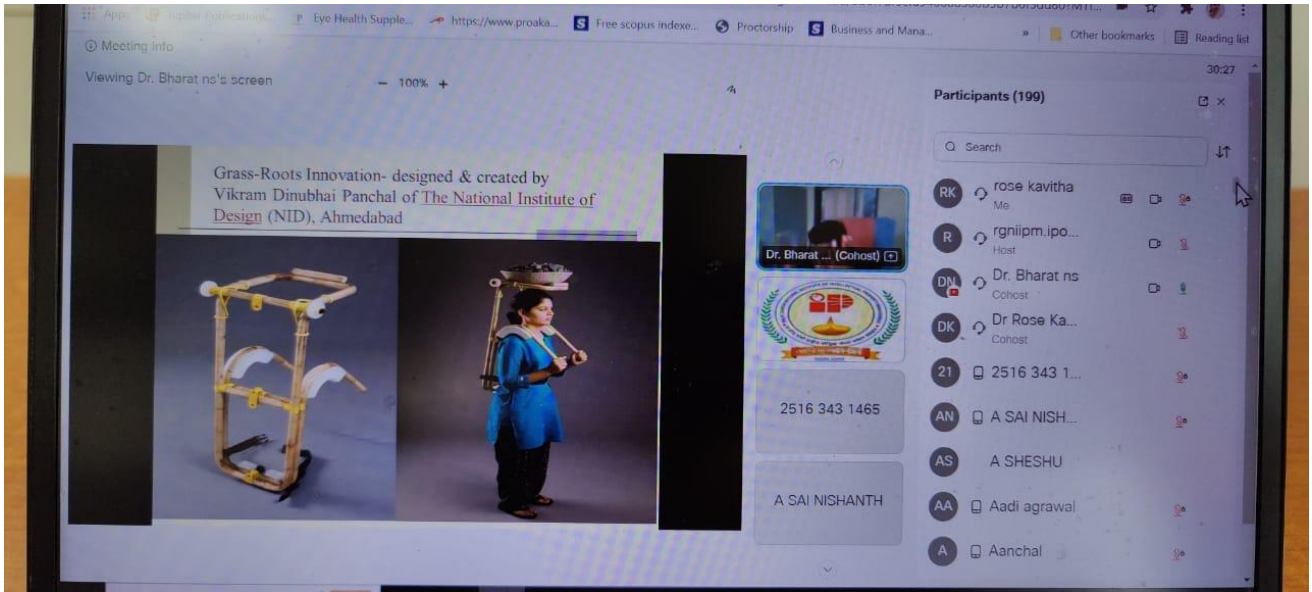 Apps
Eye Health Supple...
https://www.proaka...
Free scopus indexe...
Proctorship
Business and Mana...
»
Other bookmarks
Reading list
Meeting Info
30:27
Viewing Dr. Bharat ns's screen
− 100% +
Participants (199)
Search
Grass-Roots Innovation- designed & created by
Vikram Dinubhai Panchal of The National Institute of
Design (NID), Ahmedabad
Dr. Bharat ... (Cohost)
2516 343 1465
A SAI NISHANTH
RK
rose kavitha
Me
R
rgniipm.ipo...
Host
DN
Dr. Bharat ns
Cohost
DK
Dr Rose Ka...
Cohost
21
2516 343 1...
AN
A SAI NISH...
AS
A SHESHU
AA
Aadi agrawal
A
Aanchal